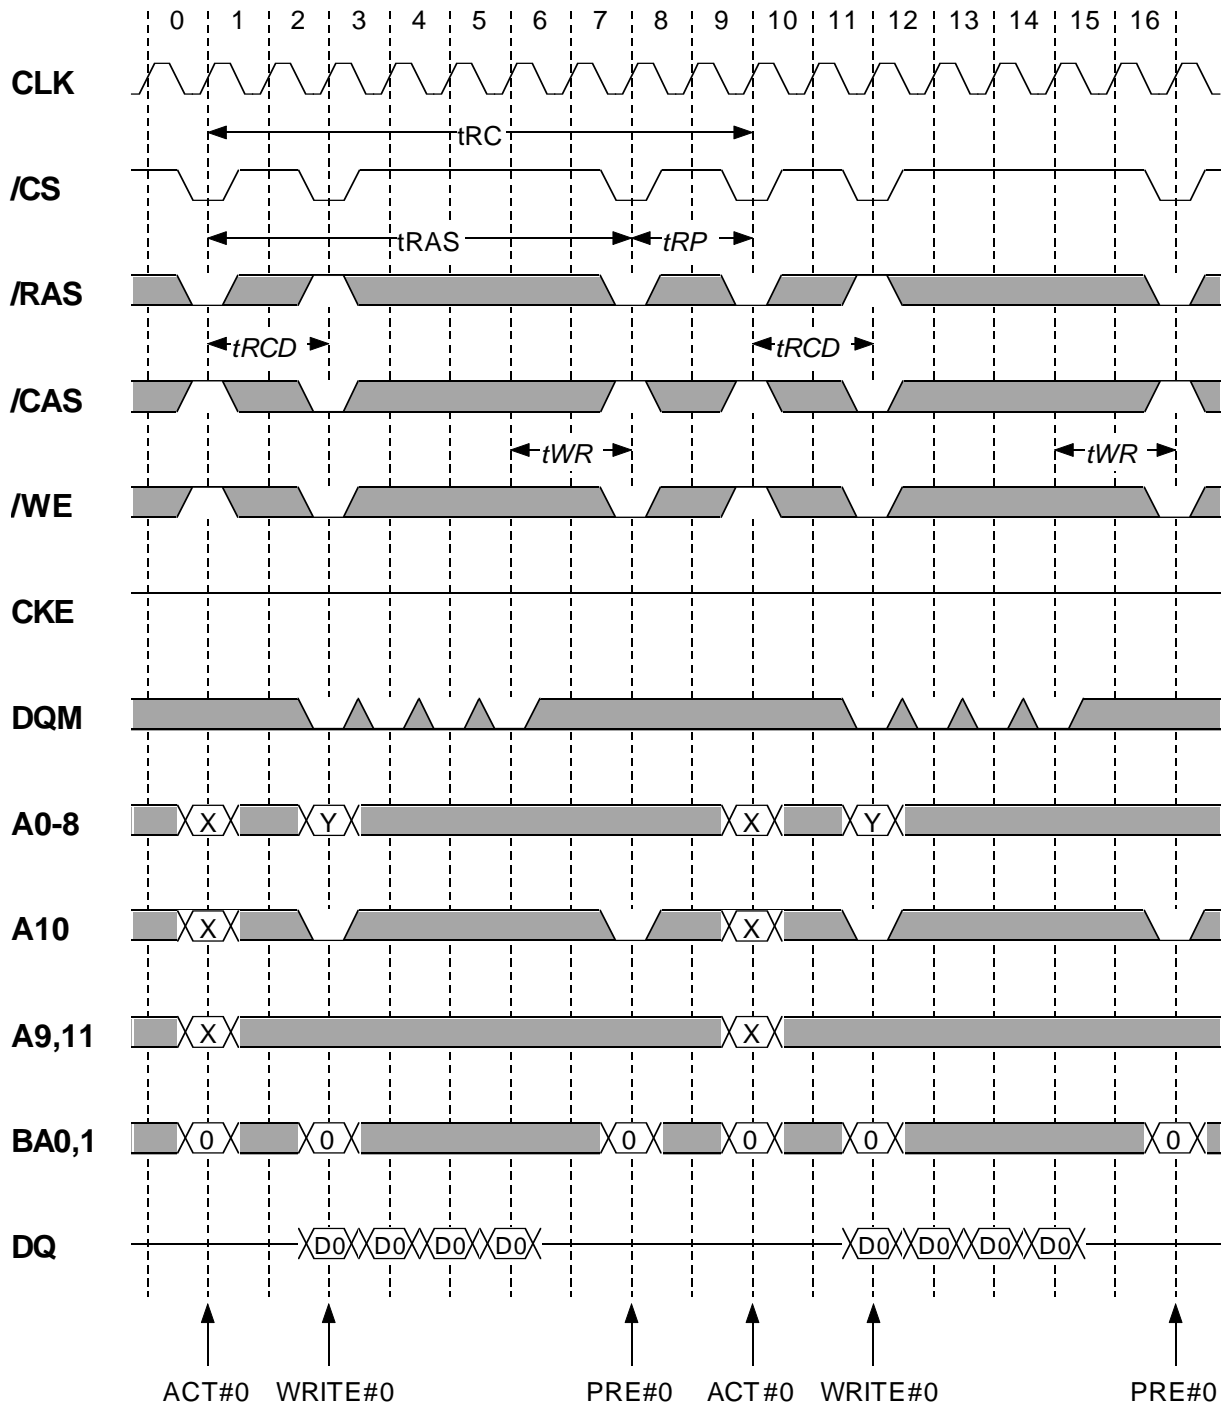 0 1 2 3 4 5 6 7 8 9 10 11 12 13 14 15 16
CLK
tRC
/CS
tRAS tRP
/RAS
tRCD tRCD
/CAS
tWR tWR
/WE
CKE
DQM
A0-8 X Y X Y
A10 X X
A9,11 X X
BA0,1 0 0 0 0 0 0
DQ D0 D0 D0 D0 D0 D0 D0 D0
ACT#0 WRITE#0 PRE#0 ACT#0 WRITE#0 PRE#0